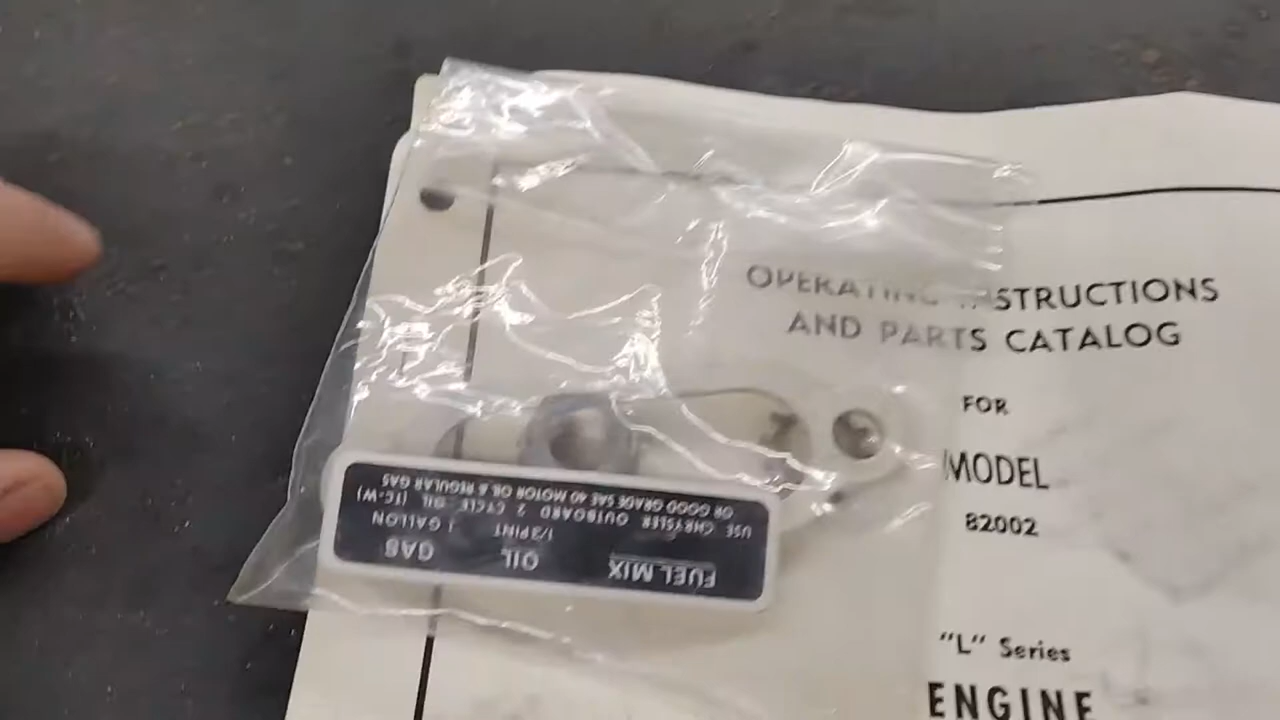 OPERATING INSTRUCTIONS
AND PARTS CATALOG
FOR
MODEL
82002
"L" Series
ENGINE
FUEL MIX OIL GAS
1/3 PINT 1 GALLON
USE CHRYSLER OUTBOARD 2 CYCLE OIL (TC-W)
OR GOOD GRADE SAE 40 MOTOR OIL & REGULAR GAS